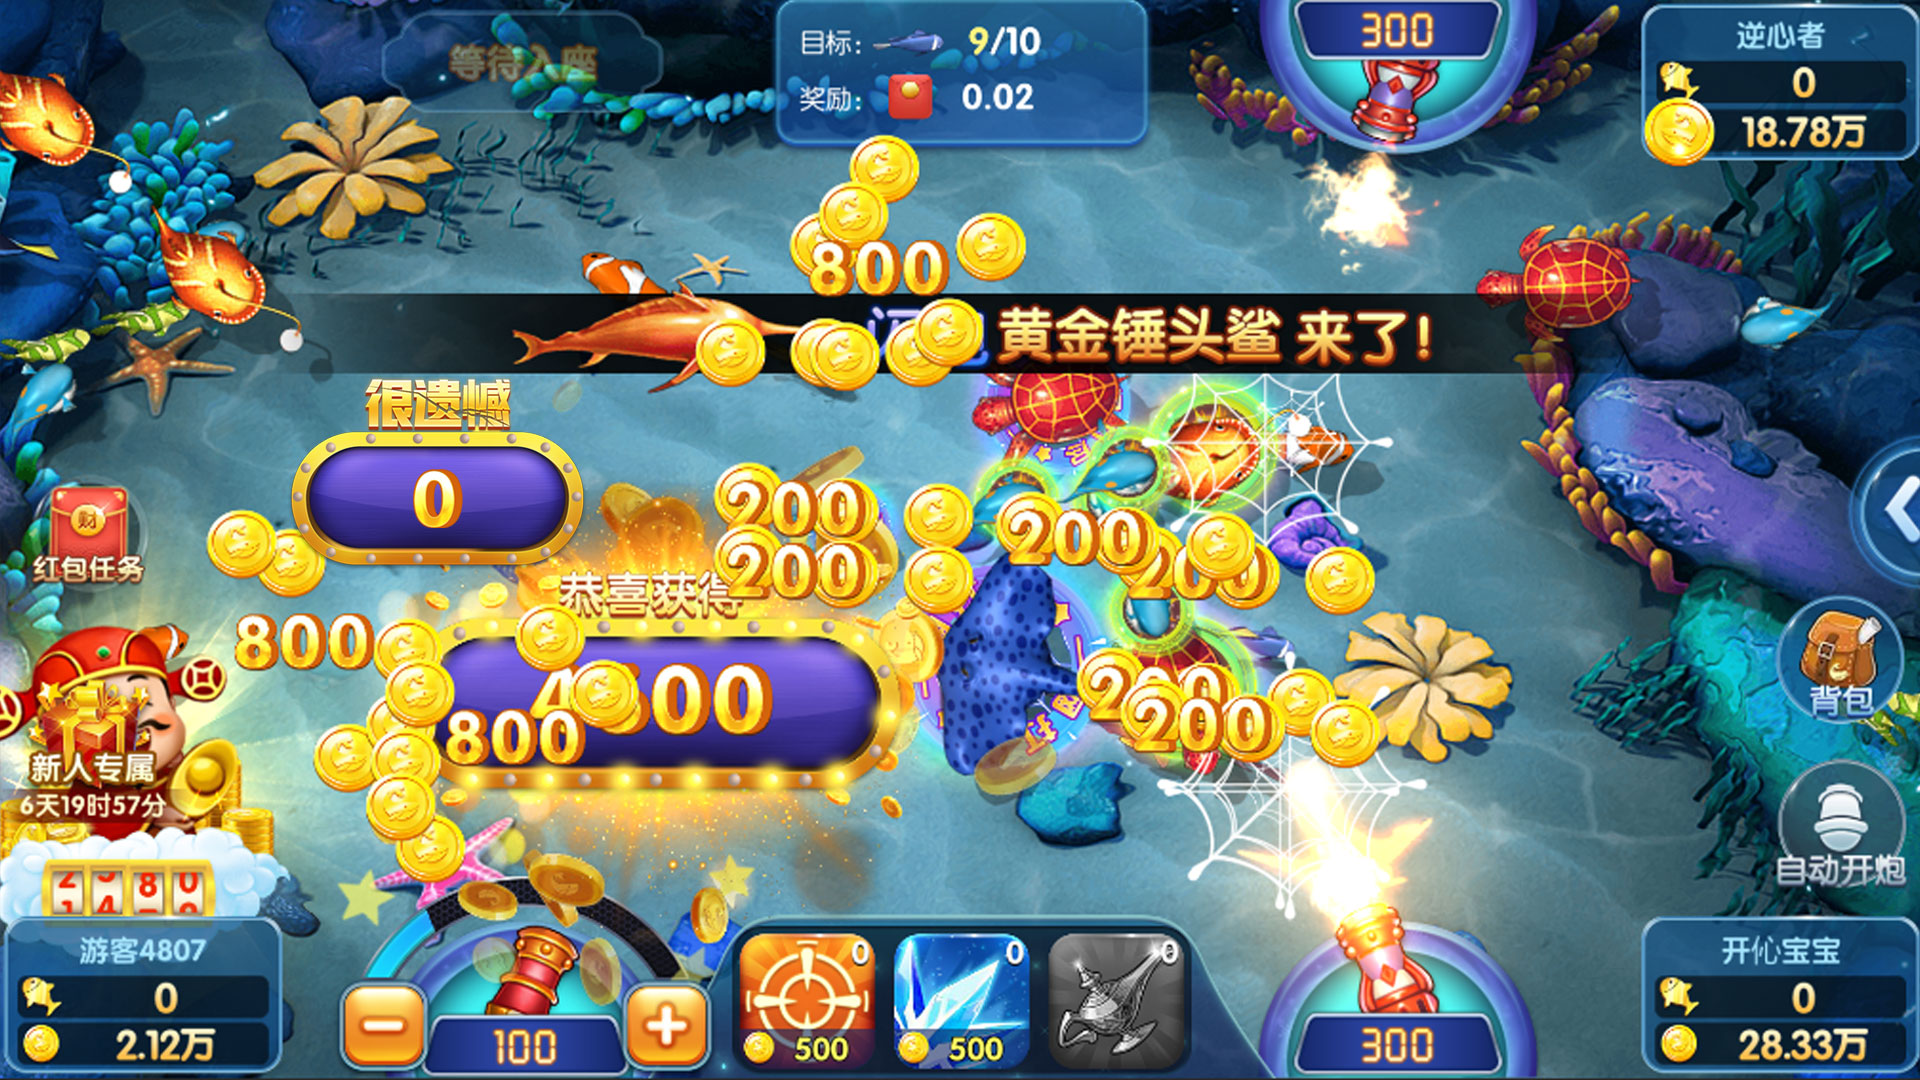 等待入座
目标: 9/10
奖励: 0.02
300
逆心者
0
18.78万
800
黄金锤头鲨 来了!
很遗憾
0
红包任务
恭喜获得
200
200
200
200
800
800
200
200
新人专属
6天19时57分
背包
自动开炮
游客4807
0
2.12万
100
0
500
0
500
0
300
开心宝宝
0
28.33万